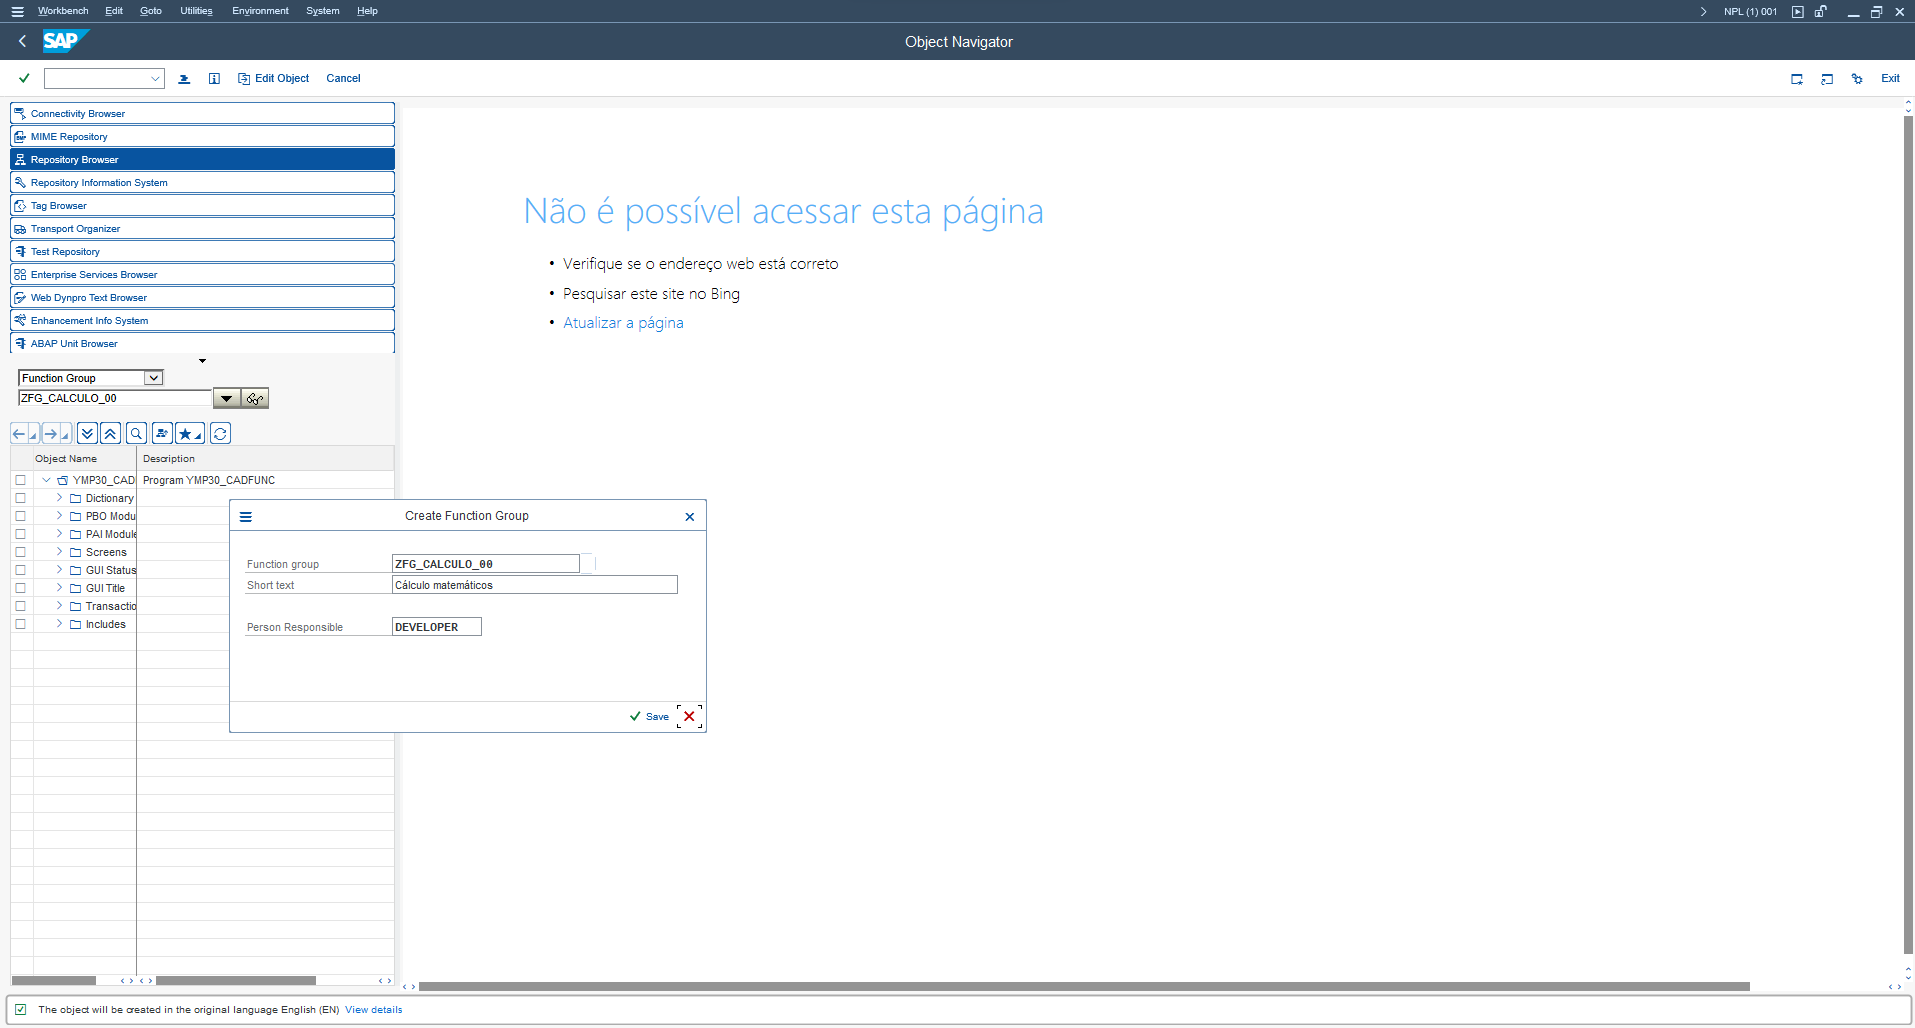 Workbench Edit Goto Utilities Environment System Help
NPL (1) 001
SAP
Object Navigator
Edit Object Cancel
Exit
Connectivity Browser
MIME Repository
Repository Browser
Repository Information System
Tag Browser
Transport Organizer
Test Repository
Enterprise Services Browser
Web Dynpro Text Browser
Enhancement Info System
ABAP Unit Browser
Function Group
ZFG_CALCULO_00
Object Name Description
YMP30_CAD Program YMP30_CADFUNC
Dictionary
PBO Modu
PAI Module
Screens
GUI Status
GUI Title
Transactio
Includes
Não é possível acessar esta página
• Verifique se o endereço web está correto
• Pesquisar este site no Bing
• Atualizar a página
Create Function Group
Function group ZFG_CALCULO_00
Short text Cálculo matemáticos
Person Responsible DEVELOPER
Save
The object will be created in the original language English (EN) View details